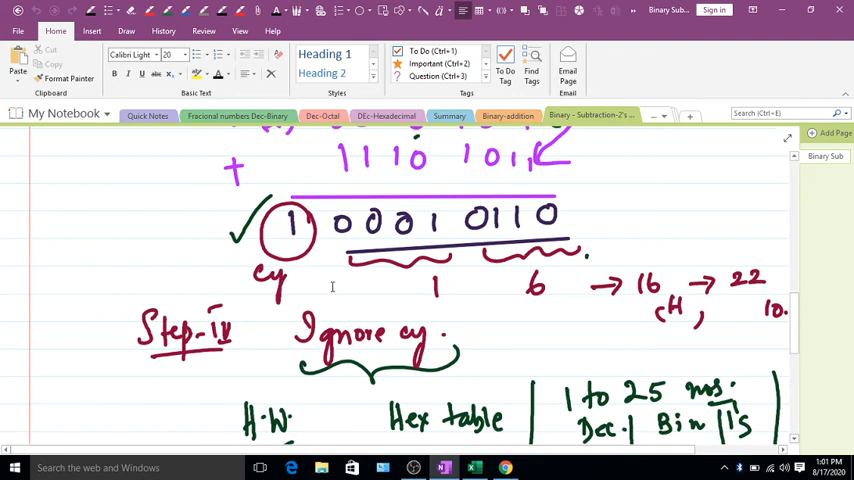 Binary Sub...
Sign in
File Home Insert Draw History Review View Help
Paste
Cut
Copy
Format Painter
Clipboard
Calibri Light 20
B I U abc
Basic Text
Heading 1
Heading 2
Styles
To Do (Ctrl+1)
Important (Ctrl+2)
Question (Ctrl+3)
Tags
To Do Tag
Find Tags
Email Page
Email
My Notebook
Quick Notes
Fractional numbers Dec-Binary
Dec-Octal
DEc-Hexadecimal
Summary
Binary-addition
Binary - Subtraction-2's ...
Search (Ctrl+E)
Add Page
Binary Sub
+ 1110 1011
1 0001 0110
cy 1 6 → 16 → 22
(H) 10.
Step-IV Ignore cy.
H.W. Hex table 1 to 25 nos.
Dec. | Bin | 1's
Search the web and Windows
1:01 PM
8/17/2020